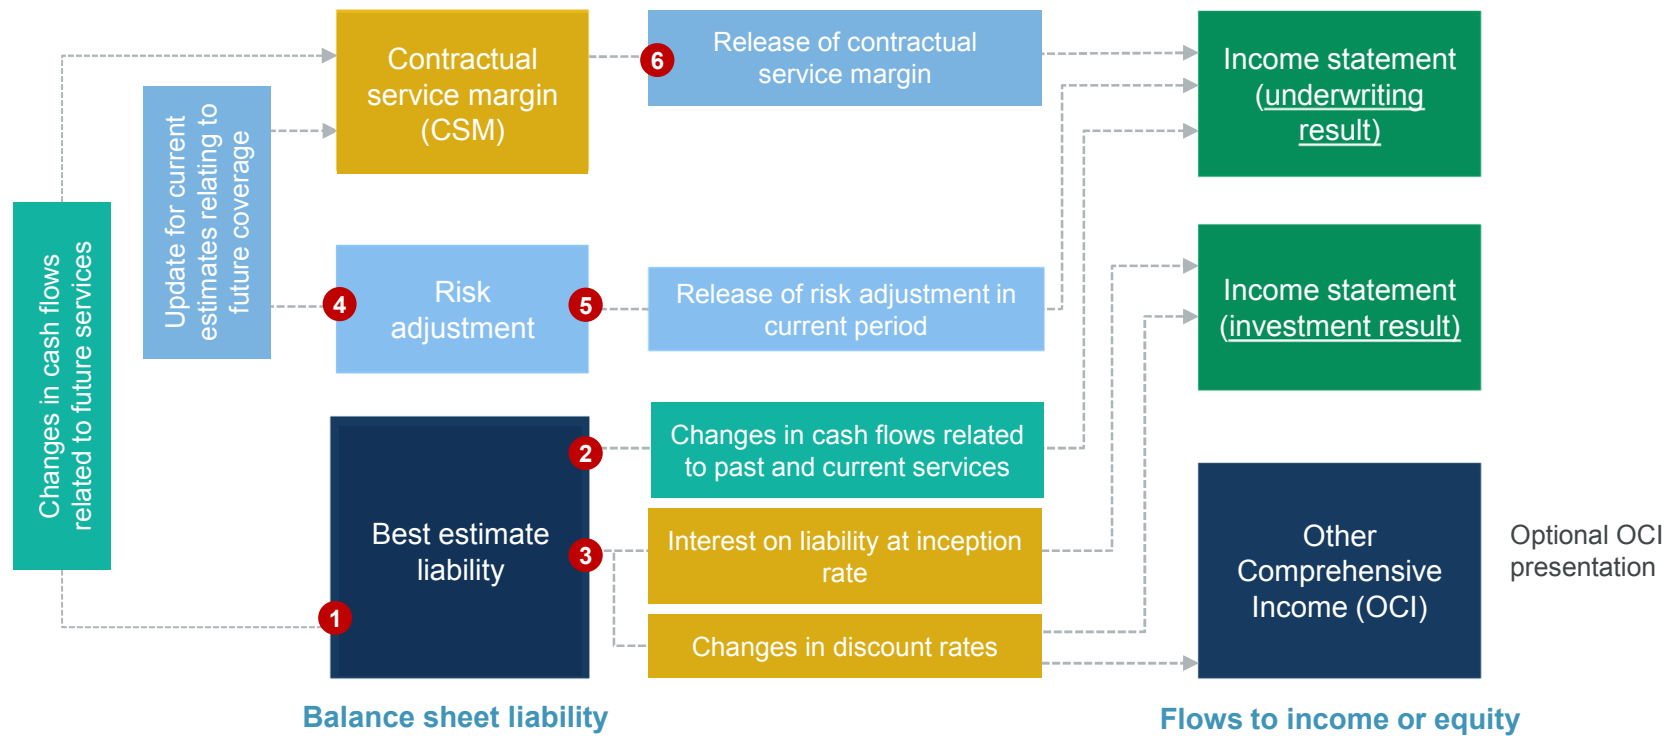 Contractual
service margin
(CSM)
6
Release of contractual
service margin
Income statement
(underwriting
result)
Changes in cash flows
related to future services
Update for current
estimates relating to
future coverage
4
Risk
adjustment
5
Release of risk adjustment in
current period
Income statement
(investment result)
Best estimate
liability
1
2
3
Changes in cash flows related
to past and current services
Interest on liability at inception
rate
Changes in discount rates
Other
Comprehensive
Income (OCI)
Optional OCI
presentation
Balance sheet liability
Flows to income or equity